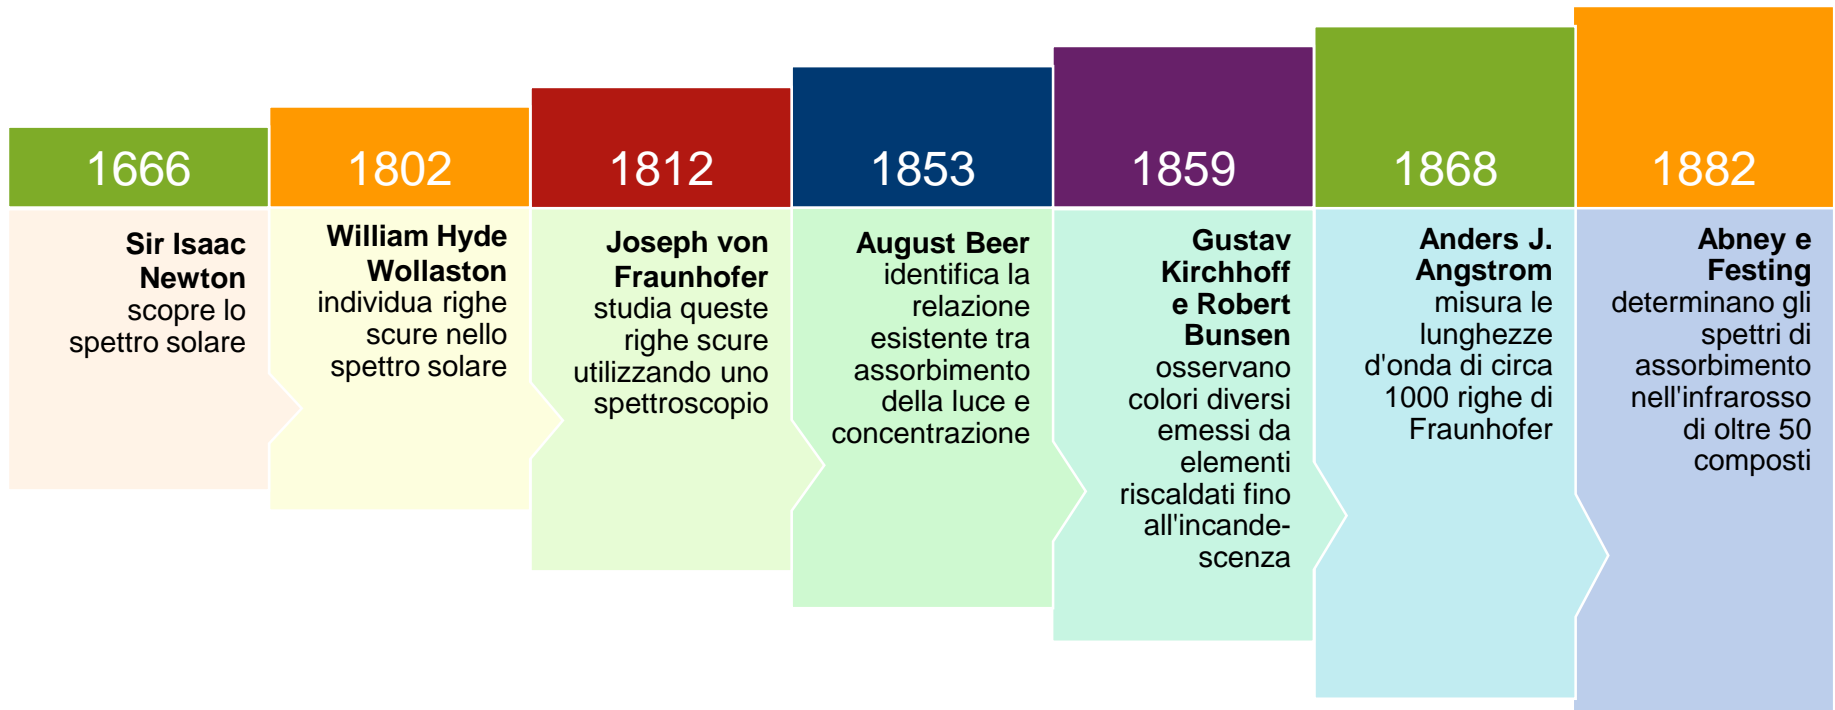 1666
Sir Isaac
Newton
scopre lo
spettro solare
1802
William Hyde
Wollaston
individua righe
scure nello
spettro solare
1812
Joseph von
Fraunhofer
studia queste
righe scure
utilizzando uno
spettroscopio
1853
August Beer
identifica la
relazione
esistente tra
assorbimento
della luce e
concentrazione
1859
Gustav
Kirchhoff
e Robert
Bunsen
osservano
colori diversi
emessi da
elementi
riscaldati fino
all'incande-
scenza
1868
Anders J.
Angstrom
misura le
lunghezze
d'onda di circa
1000 righe di
Fraunhofer
1882
Abney e
Festing
determinano gli
spettri di
assorbimento
nell'infrarosso
di oltre 50
composti